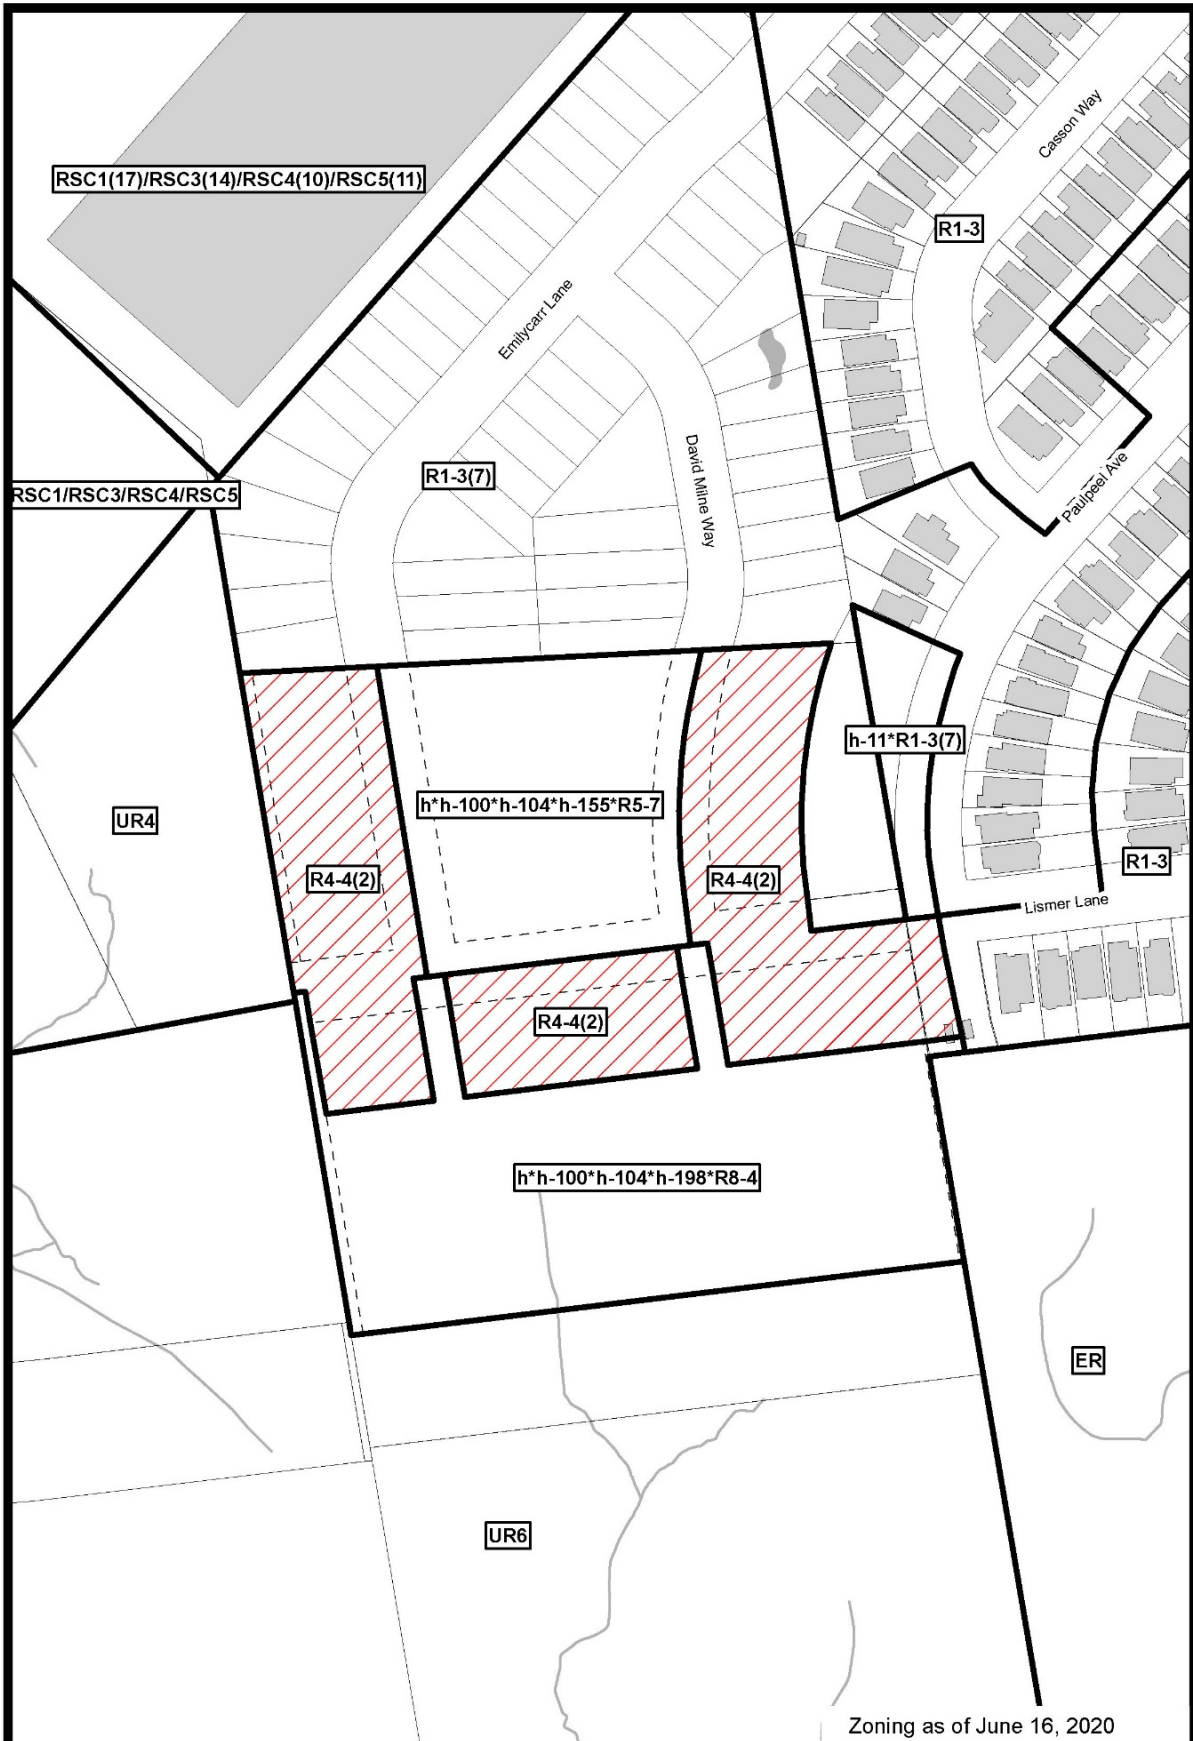 RSC1(17)/RSC3(14)/RSC4(10)/RSC5(11)
Casson Way
R1-3
Emilycarr Lane
R1-3(7)
David Milne Way
Paulpeel Ave
RSC1/RSC3/RSC4/RSC5
h-11*R1-3(7)
h*h-100*h-104*h-155*R5-7
UR4
R1-3
R4-4(2)
R4-4(2)
Lismer Lane
R4-4(2)
h*h-100*h-104*h-198*R8-4
ER
UR6
Zoning as of June 16, 2020